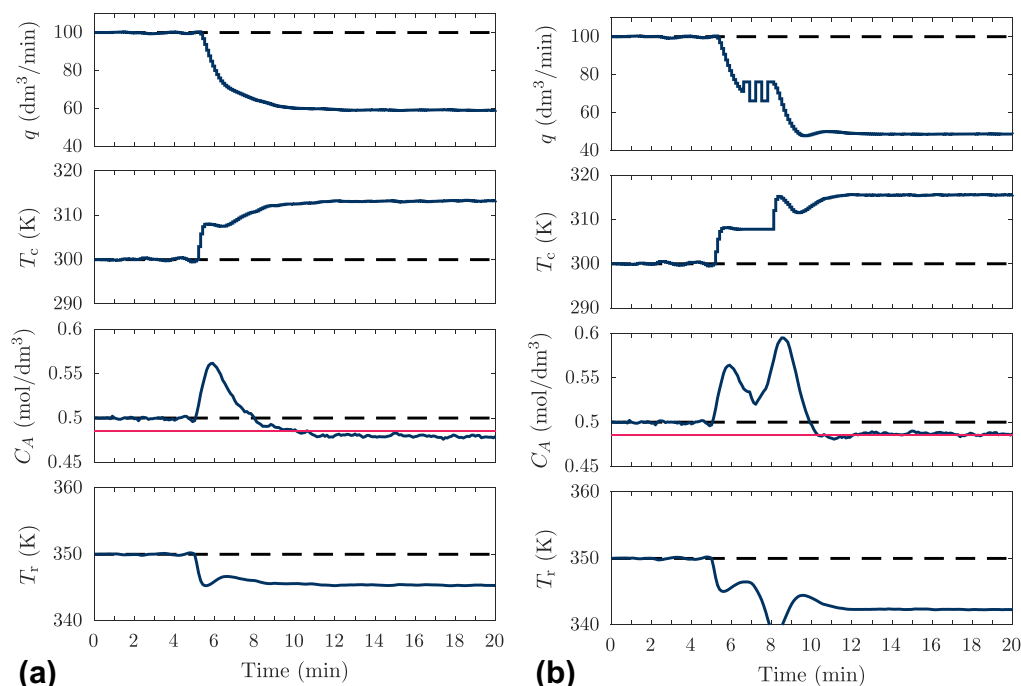 100
80
60
40
q (dm³/min)
320
310
300
290
T_c (K)
0.6
0.55
0.5
0.45
C_A (mol/dm³)
360
350
340
T_r (K)
0 2 4 6 8 10 12 14 16 18 20
Time (min)
(a)
100
80
60
40
q (dm³/min)
320
310
300
290
T_c (K)
0.6
0.55
0.5
0.45
C_A (mol/dm³)
360
350
340
T_r (K)
0 2 4 6 8 10 12 14 16 18 20
Time (min)
(b)